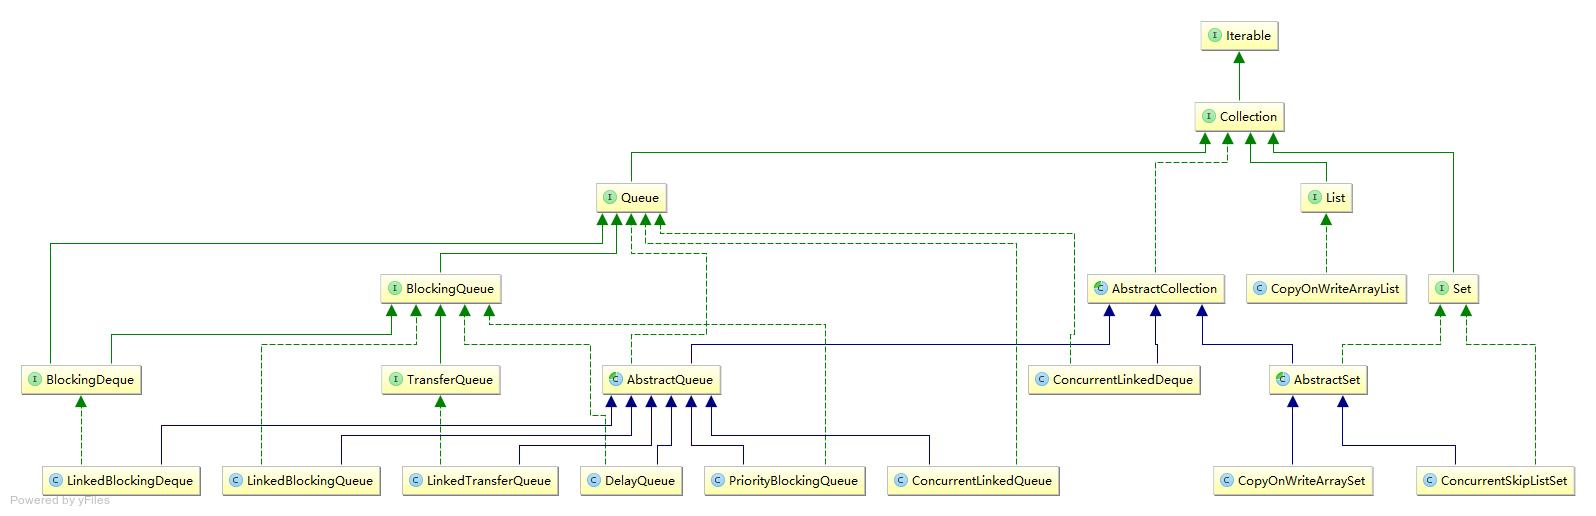 I Iterable
I Collection
I Queue
I List
I BlockingQueue
C AbstractCollection
C CopyOnWriteArrayList
I Set
I BlockingDeque
I TransferQueue
C AbstractQueue
C ConcurrentLinkedDeque
C AbstractSet
C LinkedBlockingDeque
C LinkedBlockingQueue
C LinkedTransferQueue
C DelayQueue
C PriorityBlockingQueue
C ConcurrentLinkedQueue
C CopyOnWriteArraySet
C ConcurrentSkipListSet
Powered by yFiles